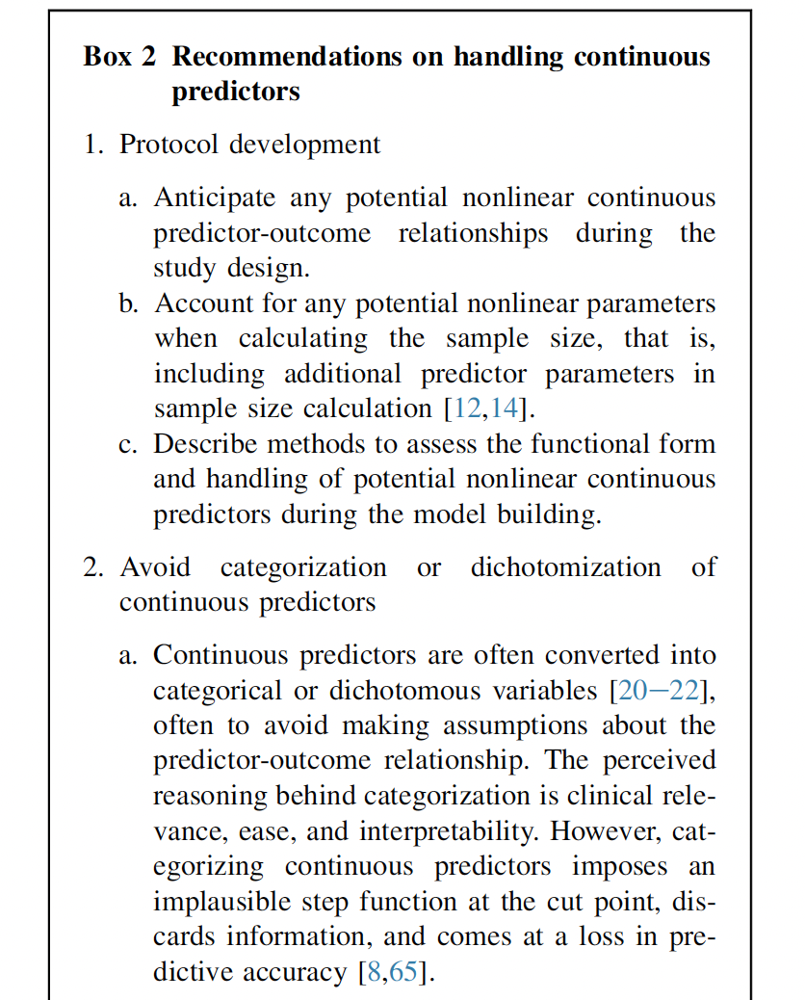 Box 2 Recommendations on handling continuous
predictors
1. Protocol development
a. Anticipate any potential nonlinear continuous
predictor-outcome relationships during the
study design.
b. Account for any potential nonlinear parameters
when calculating the sample size, that is,
including additional predictor parameters in
sample size calculation [12,14].
c. Describe methods to assess the functional form
and handling of potential nonlinear continuous
predictors during the model building.
2. Avoid categorization or dichotomization of
continuous predictors
a. Continuous predictors are often converted into
categorical or dichotomous variables [20—22],
often to avoid making assumptions about the
predictor-outcome relationship. The perceived
reasoning behind categorization is clinical rele-
vance, ease, and interpretability. However, cat-
egorizing continuous predictors imposes an
implausible step function at the cut point, dis-
cards information, and comes at a loss in pre-
dictive accuracy [8,65].